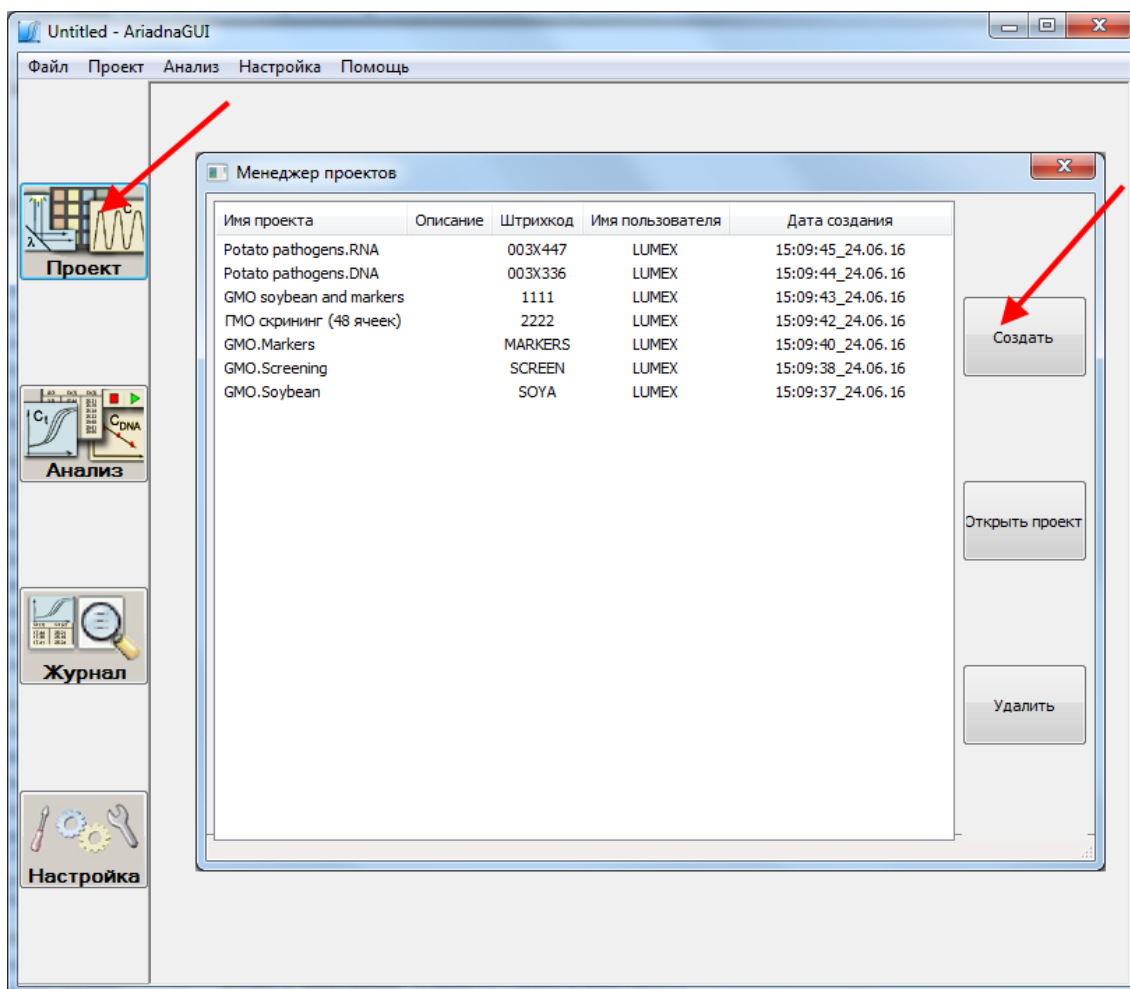 Untitled - AriadnaGUI
Файл Проект Анализ Настройка Помощь
Проект
Анализ
Журнал
Настройка
Менеджер проектов
Имя проекта Описание Штрихкод Имя пользователя Дата создания
Potato pathogens.RNA 003X447 LUMEX 15:09:45_24.06.16
Potato pathogens.DNA 003X336 LUMEX 15:09:44_24.06.16
GMO soybean and markers 1111 LUMEX 15:09:43_24.06.16
ГМО скрининг (48 ячеек) 2222 LUMEX 15:09:42_24.06.16
GMO.Markers MARKERS LUMEX 15:09:40_24.06.16
GMO.Screening SCREEN LUMEX 15:09:38_24.06.16
GMO.Soybean SOYA LUMEX 15:09:37_24.06.16
Создать
Открыть проект
Удалить